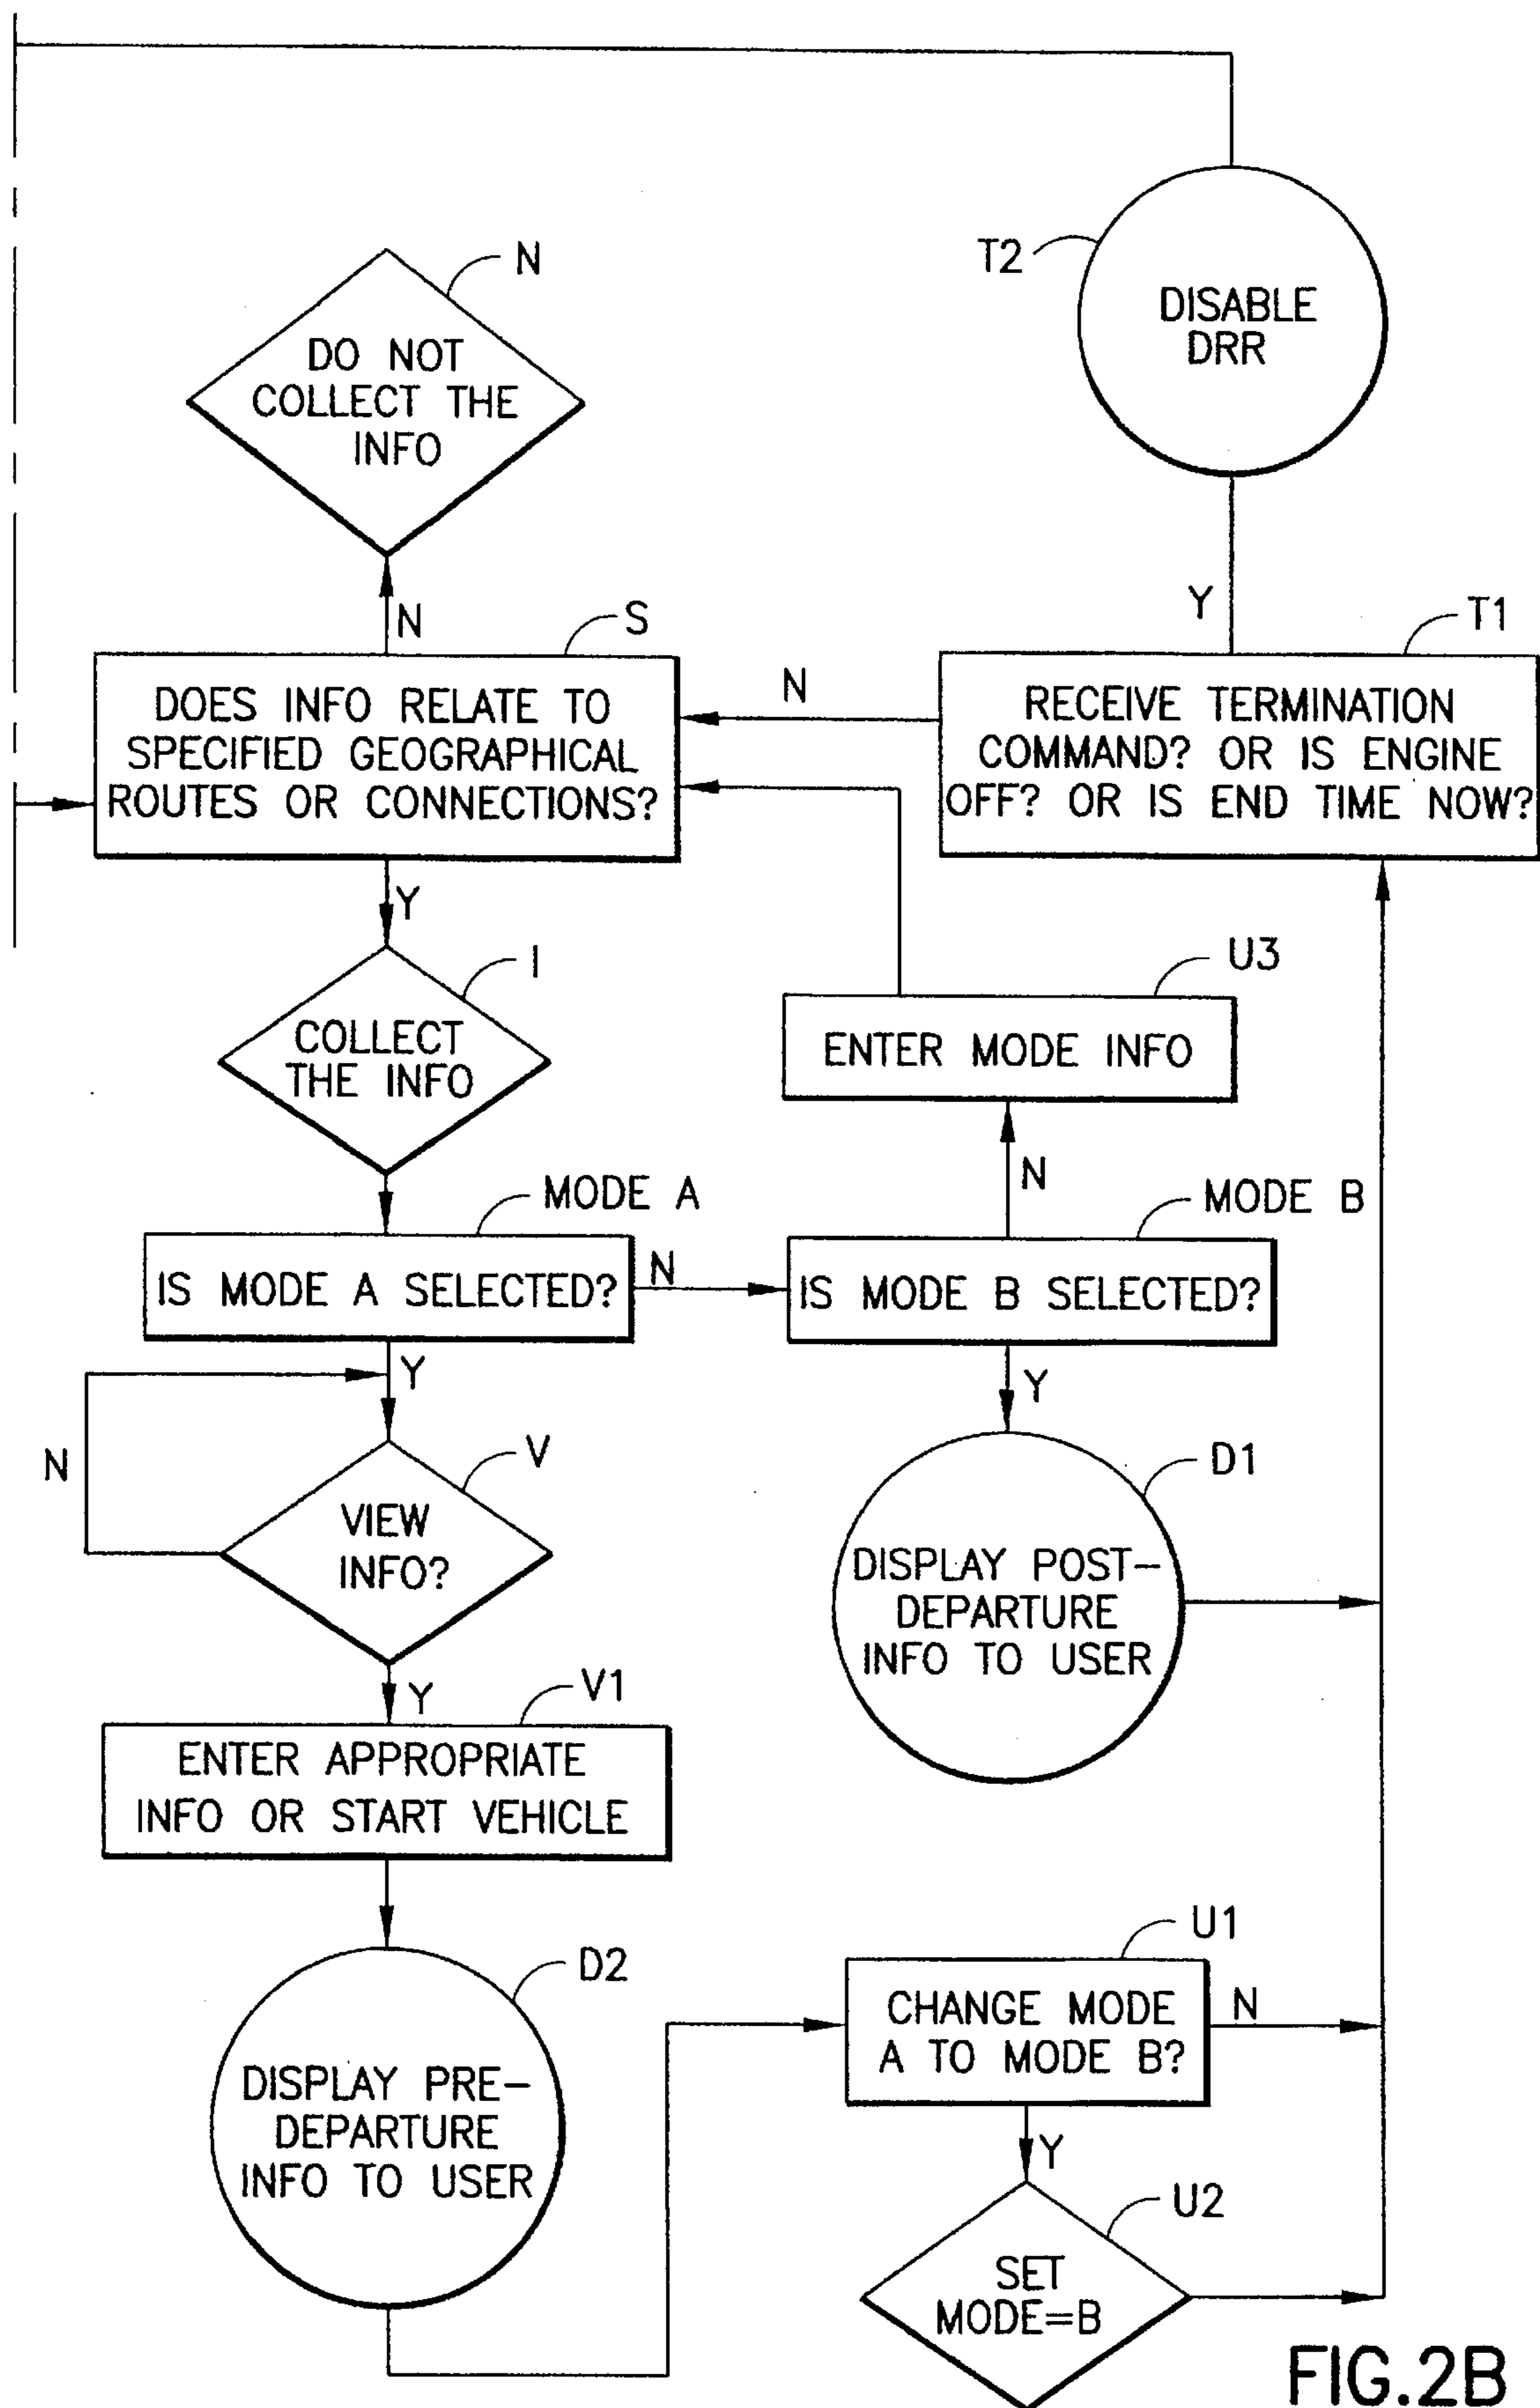 T2
DISABLE
DRR
N
DO NOT
COLLECT THE
INFO
N
Y
S
T1
DOES INFO RELATE TO
SPECIFIED GEOGRAPHICAL
ROUTES OR CONNECTIONS?
N
RECEIVE TERMINATION
COMMAND? OR IS ENGINE
OFF? OR IS END TIME NOW?
Y
I
COLLECT
THE INFO
U3
ENTER MODE INFO
N
MODE A
IS MODE A SELECTED?
N
MODE B
IS MODE B SELECTED?
Y
Y
N
V
VIEW
INFO?
D1
DISPLAY POST-
DEPARTURE
INFO TO USER
Y
V1
ENTER APPROPRIATE
INFO OR START VEHICLE
D2
DISPLAY PRE-
DEPARTURE
INFO TO USER
U1
CHANGE MODE
A TO MODE B?
N
Y
U2
SET
MODE=B
FIG.2B